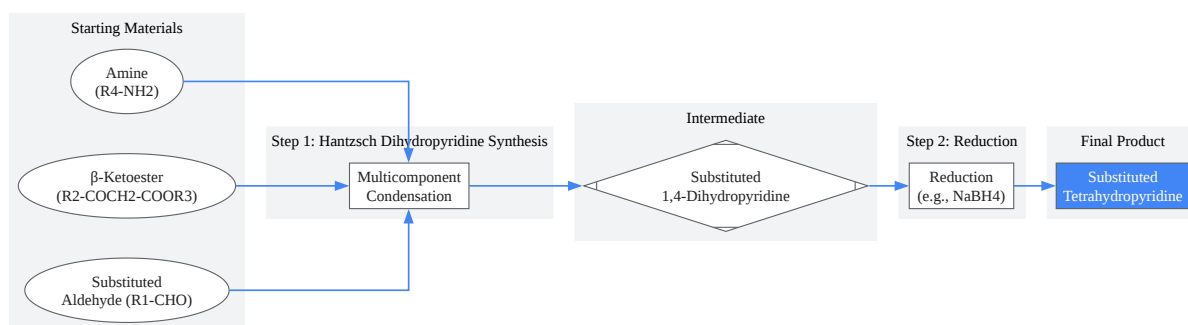 Starting Materials
Amine
(R4-NH2)
β-Ketoester
(R2-COCH2-COOR3)
Substituted
Aldehyde (R1-CHO)
Step 1: Hantzsch Dihydropyridine Synthesis
Multicomponent
Condensation
Intermediate
Substituted
1,4-Dihydropyridine
Step 2: Reduction
Reduction
(e.g., NaBH4)
Final Product
Substituted
Tetrahydropyridine